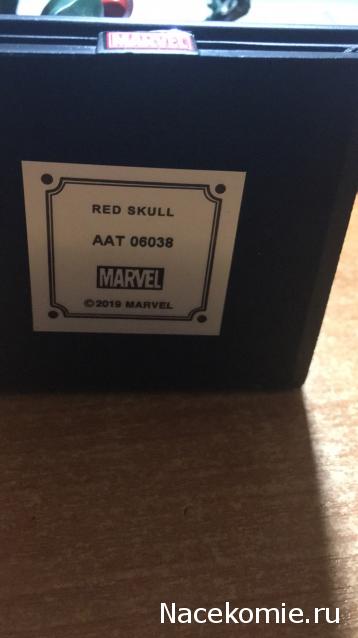 MARVEL
RED SKULL
AAT 06038
MARVEL
©2019 MARVEL
Nacekomie.ru